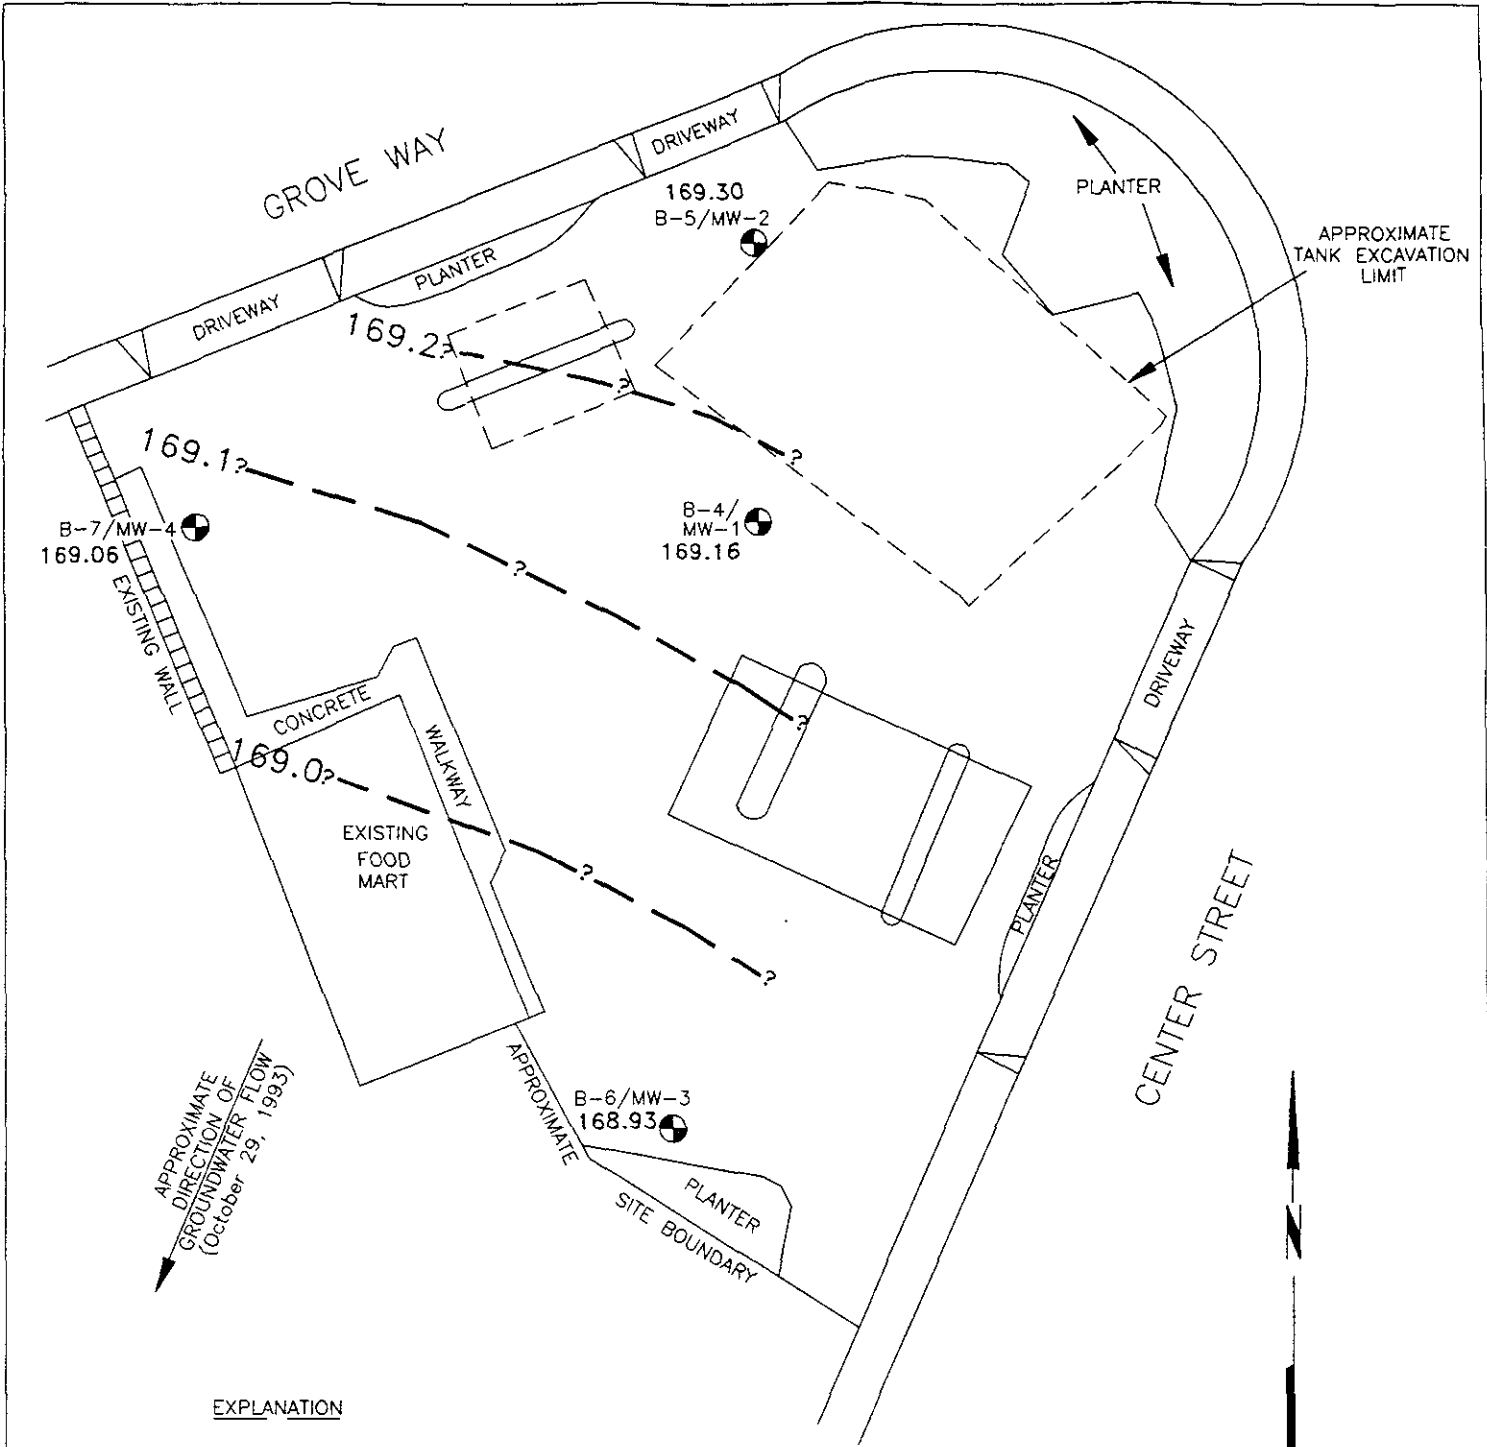 GROVE WAY
DRIVEWAY
169.30
B-5/MW-2
PLANTER
APPROXIMATE
TANK EXCAVATION
LIMIT
PLANTER
DRIVEWAY
169.2?
?
?
169.1?
?
?
B-7/MW-4
169.06
B-4/
MW-1
169.16
EXISTING WALL
CONCRETE
WALKWAY
DRIVEWAY
169.0?
?
?
EXISTING
FOOD
MART
PLANTER
CENTER STREET
APPROXIMATE
DIRECTION OF
GROUNDWATER FLOW
(October 29, 1993)
APPROXIMATE
SITE BOUNDARY
B-6/MW-3
168.93
PLANTER
N
EXPLANATION